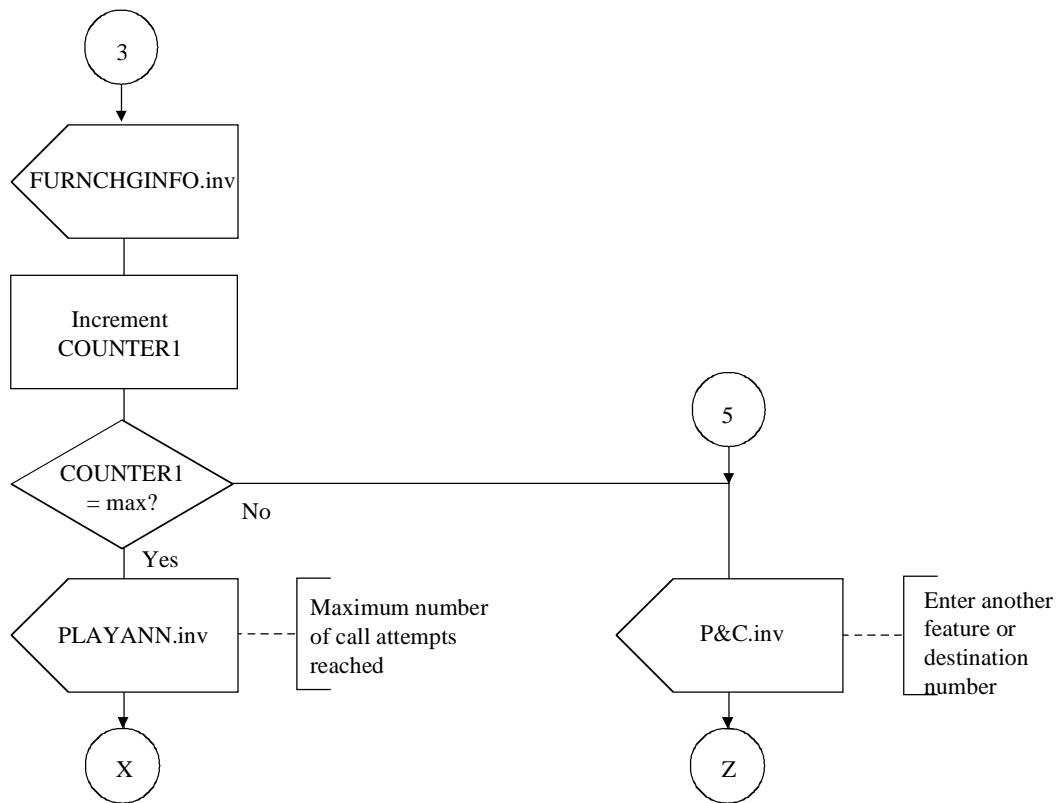 3
FURNCHGINFO.inv
Increment
COUNTER1
5
COUNTER1
= max?
No
Yes
PLAYANN.inv
Maximum number
of call attempts
reached
P&C.inv
Enter another
feature or
destination
number
X
Z